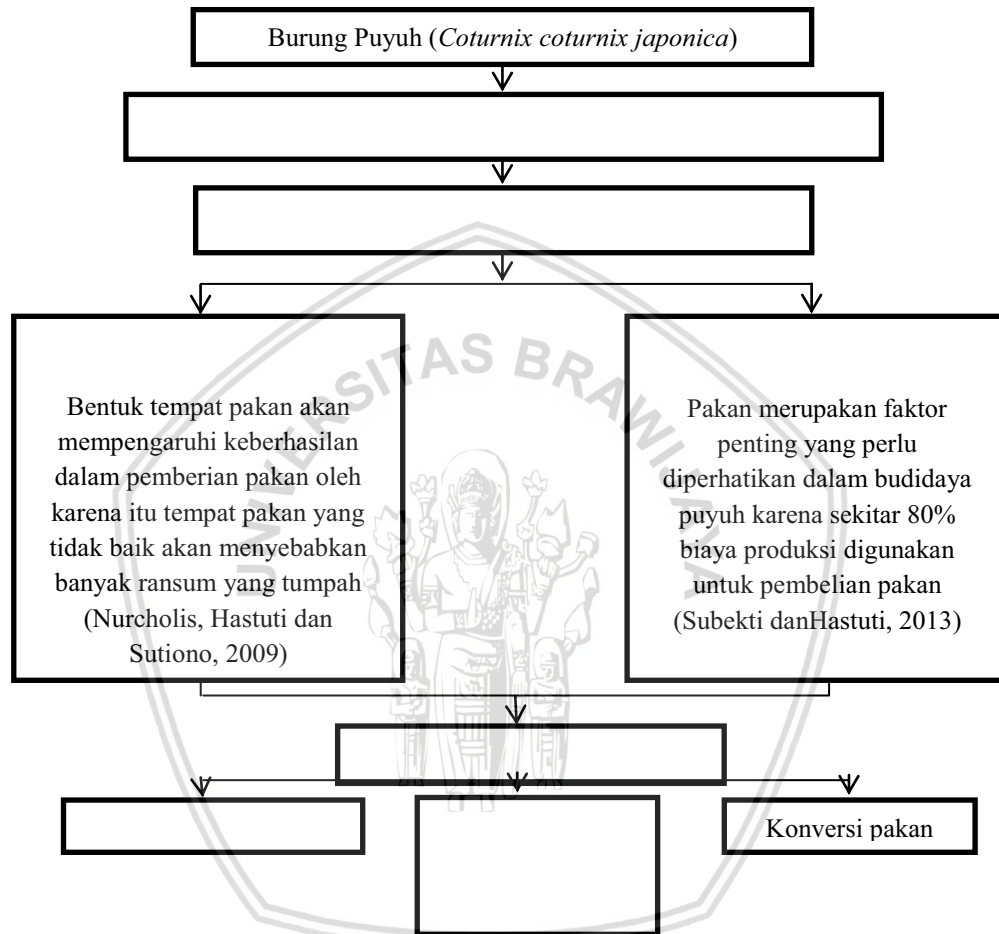 Burung Puyuh (Coturnix coturnix japonica)
Bentuk tempat pakan akan
mempengaruhi keberhasilan
dalam pemberian pakan oleh
karena itu tempat pakan yang
tidak baik akan menyebabkan
banyak ransum yang tumpah
(Nurcholis, Hastuti dan
Sutiono, 2009)
Pakan merupakan faktor
penting yang perlu
diperhatikan dalam budidaya
puyuh karena sekitar 80%
biaya produksi digunakan
untuk pembelian pakan
(Subekti danHastuti, 2013)
Konversi pakan
UNIVERSITAS BRAWIJAYA